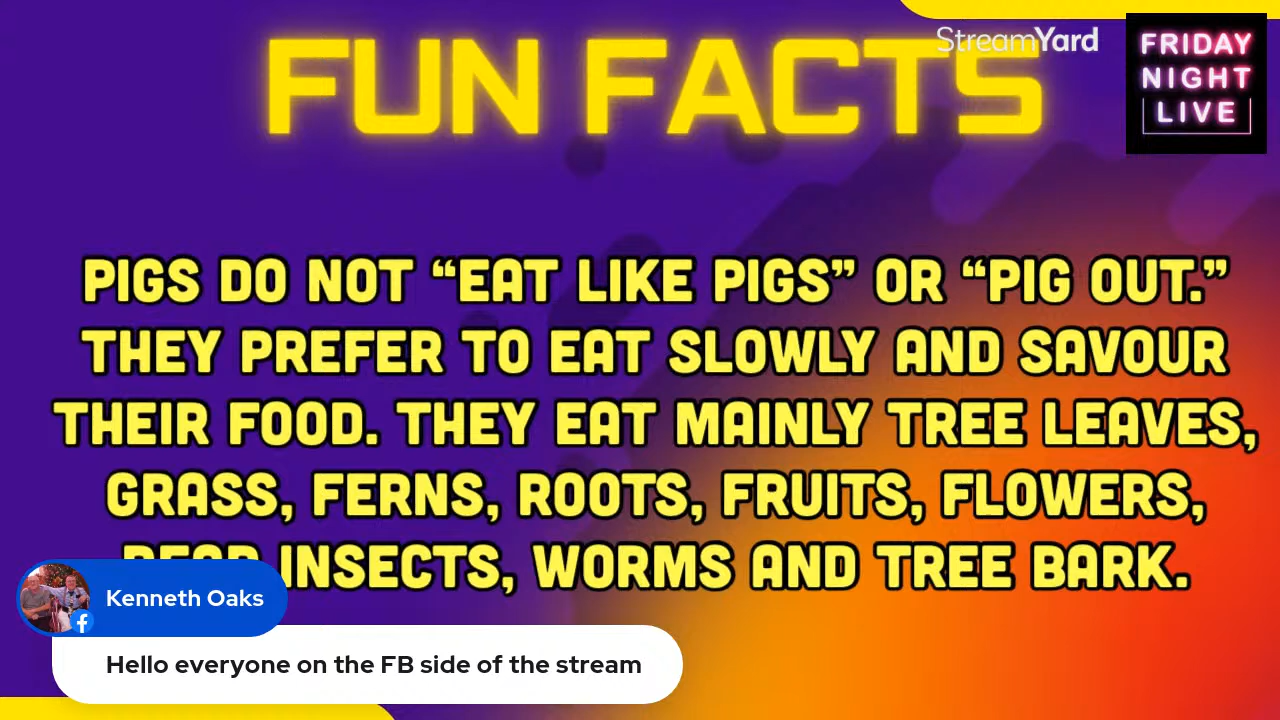 FUN FACTS
StreamYard
FRIDAY
NIGHT
LIVE
PIGS DO NOT “EAT LIKE PIGS” OR “PIG OUT.”
THEY PREFER TO EAT SLOWLY AND SAVOUR
THEIR FOOD. THEY EAT MAINLY TREE LEAVES,
GRASS, FERNS, ROOTS, FRUITS, FLOWERS,
INSECTS, WORMS AND TREE BARK.
Kenneth Oaks
Hello everyone on the FB side of the stream